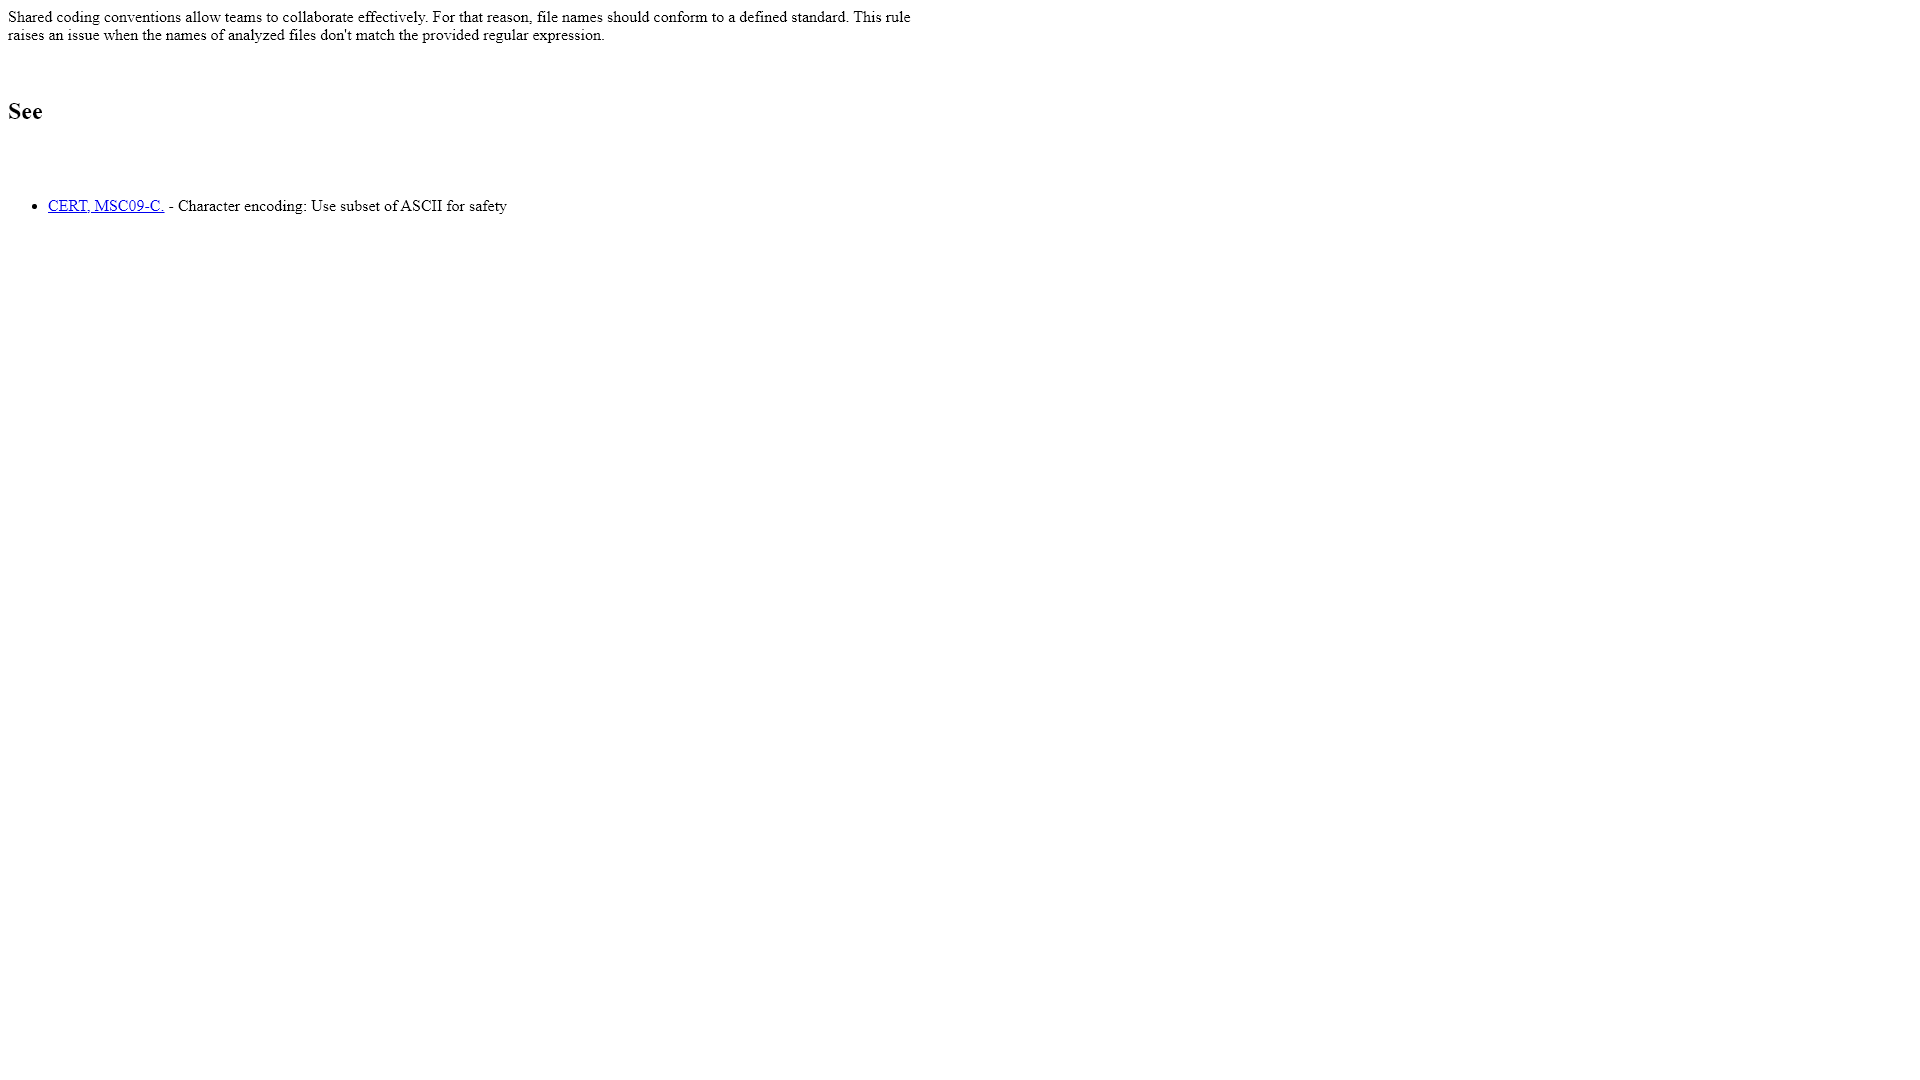 Shared coding conventions allow teams to collaborate effectively. For that reason, file names should conform to a defined standard. This rule
raises an issue when the names of analyzed files don't match the provided regular expression.
See
• CERT, MSC09-C. - Character encoding: Use subset of ASCII for safety